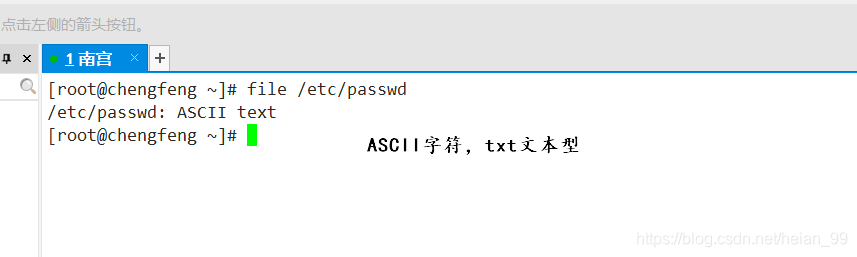 点击左侧的箭头按钮。
1 南宫
[root@chengfeng ~]# file /etc/passwd
/etc/passwd: ASCII text
[root@chengfeng ~]#
ASCII字符，txt文本型
https://blog.csdn.net/heian_99